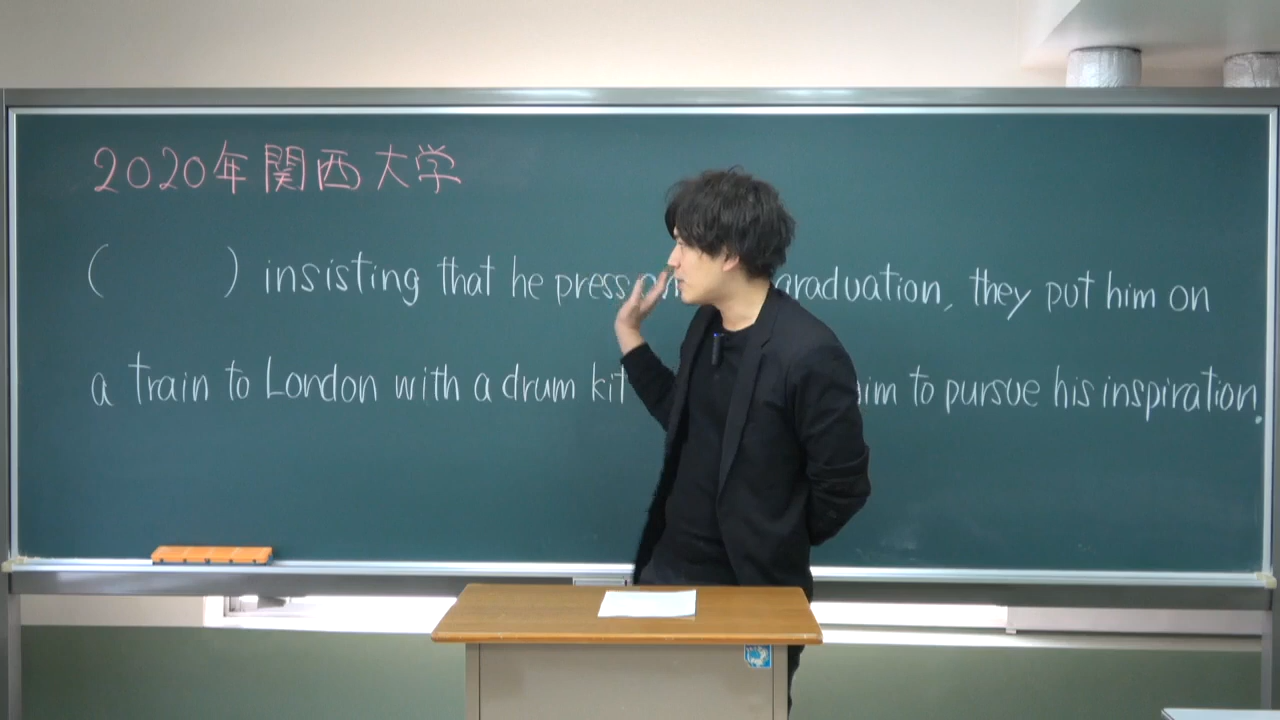 2020年関西大学
( ) insisting that he press on graduation, they put him on
a train to London with a drum kit him to pursue his inspiration.